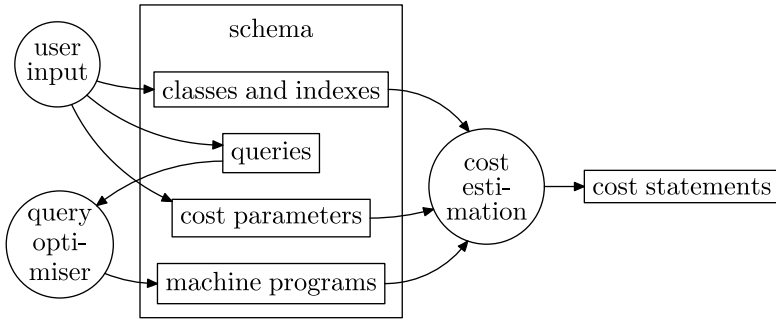 schema
user
input
classes and indexes
queries
cost parameters
machine programs
query
opti-
miser
cost
esti-
mation
cost statements